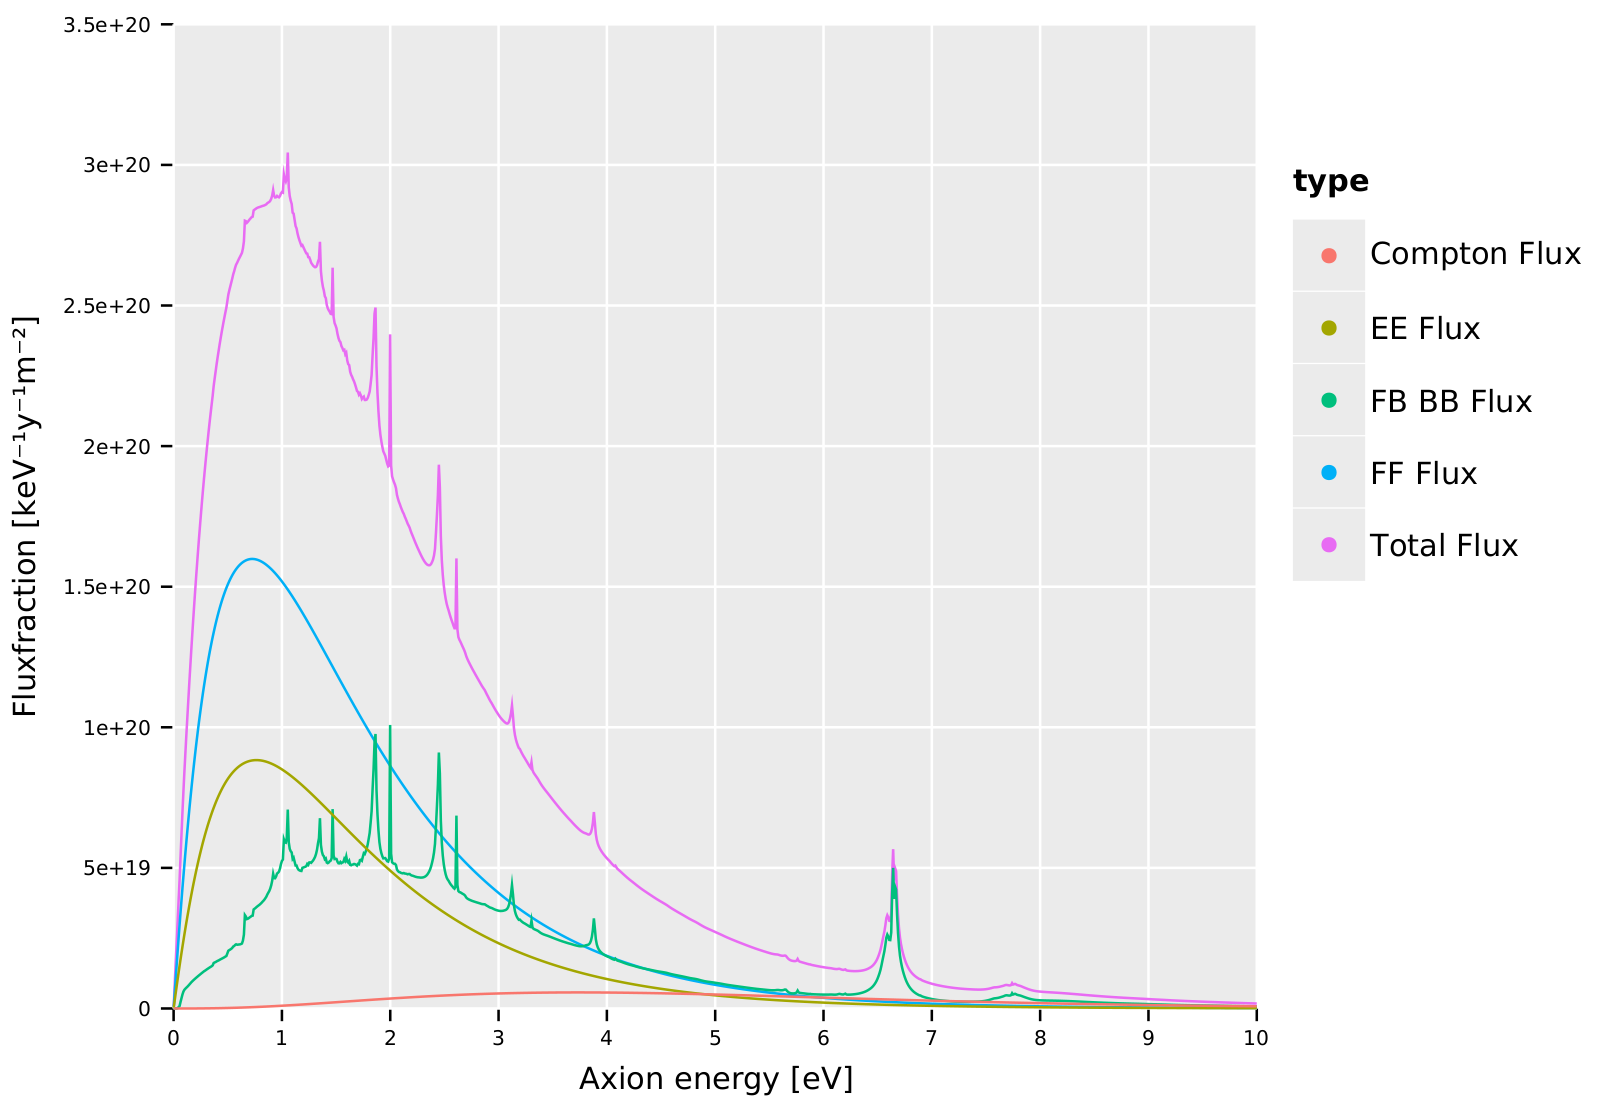 3.5e+20
3e+20
2.5e+20
2e+20
1.5e+20
1e+20
5e+19
0
Fluxfraction [keV⁻¹y⁻¹m⁻²]
0 1 2 3 4 5 6 7 8 9 10
Axion energy [eV]
type
Compton Flux
EE Flux
FB BB Flux
FF Flux
Total Flux